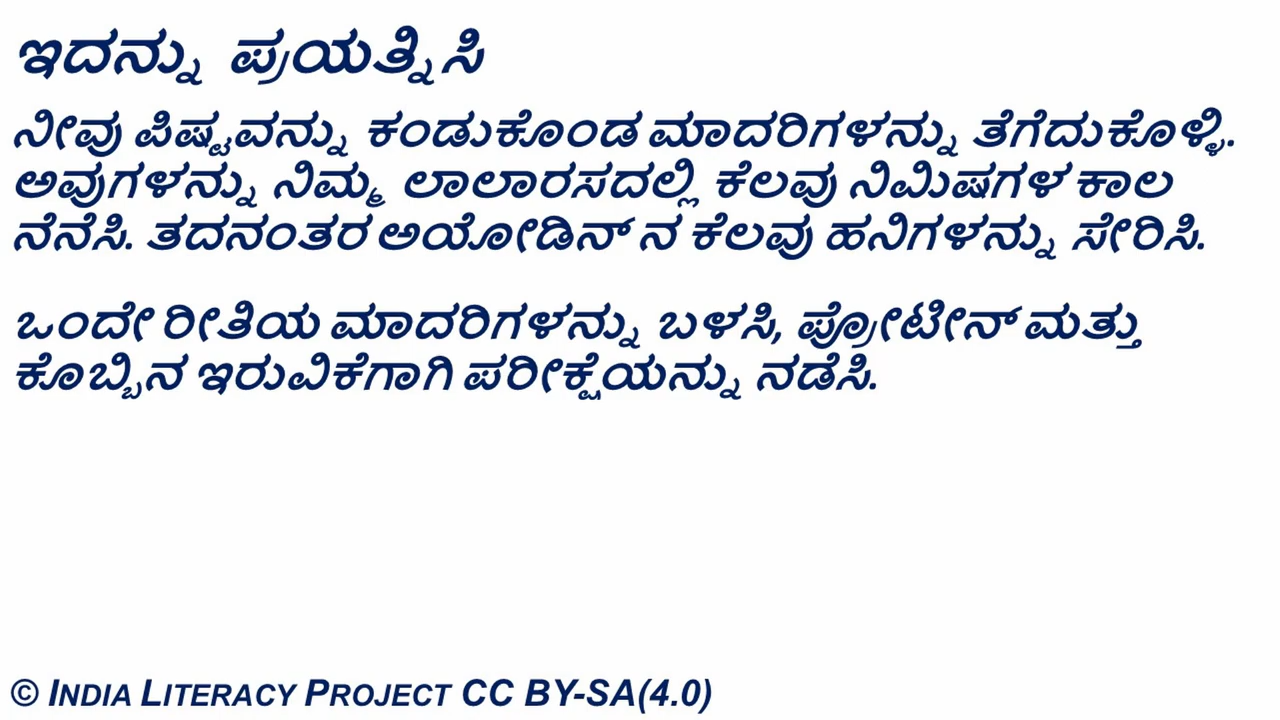 ಇದನ್ನು ಪ್ರಯತ್ನಿಸಿ
ನೀವು ಪಿಷ್ಟವನ್ನು ಕಂಡುಕೊಂಡ ಮಾದರಿಗಳನ್ನು ತೆಗೆದುಕೊಳ್ಳಿ.
ಅವುಗಳನ್ನು ನಿಮ್ಮ ಲಾಲಾರಸದಲ್ಲಿ ಕೆಲವು ನಿಮಿಷಗಳ ಕಾಲ
ನೆನೆಸಿ. ತದನಂತರ ಅಯೋಡಿನ್ ನ ಕೆಲವು ಹನಿಗಳನ್ನು ಸೇರಿಸಿ.
ಒಂದೇ ರೀತಿಯ ಮಾದರಿಗಳನ್ನು ಬಳಸಿ, ಪ್ರೋಟೀನ್ ಮತ್ತು
ಕೊಬ್ಬಿನ ಇರುವಿಕೆಗಾಗಿ ಪರೀಕ್ಷೆಯನ್ನು ನಡೆಸಿ.
© INDIA LITERACY PROJECT CC BY-SA(4.0)